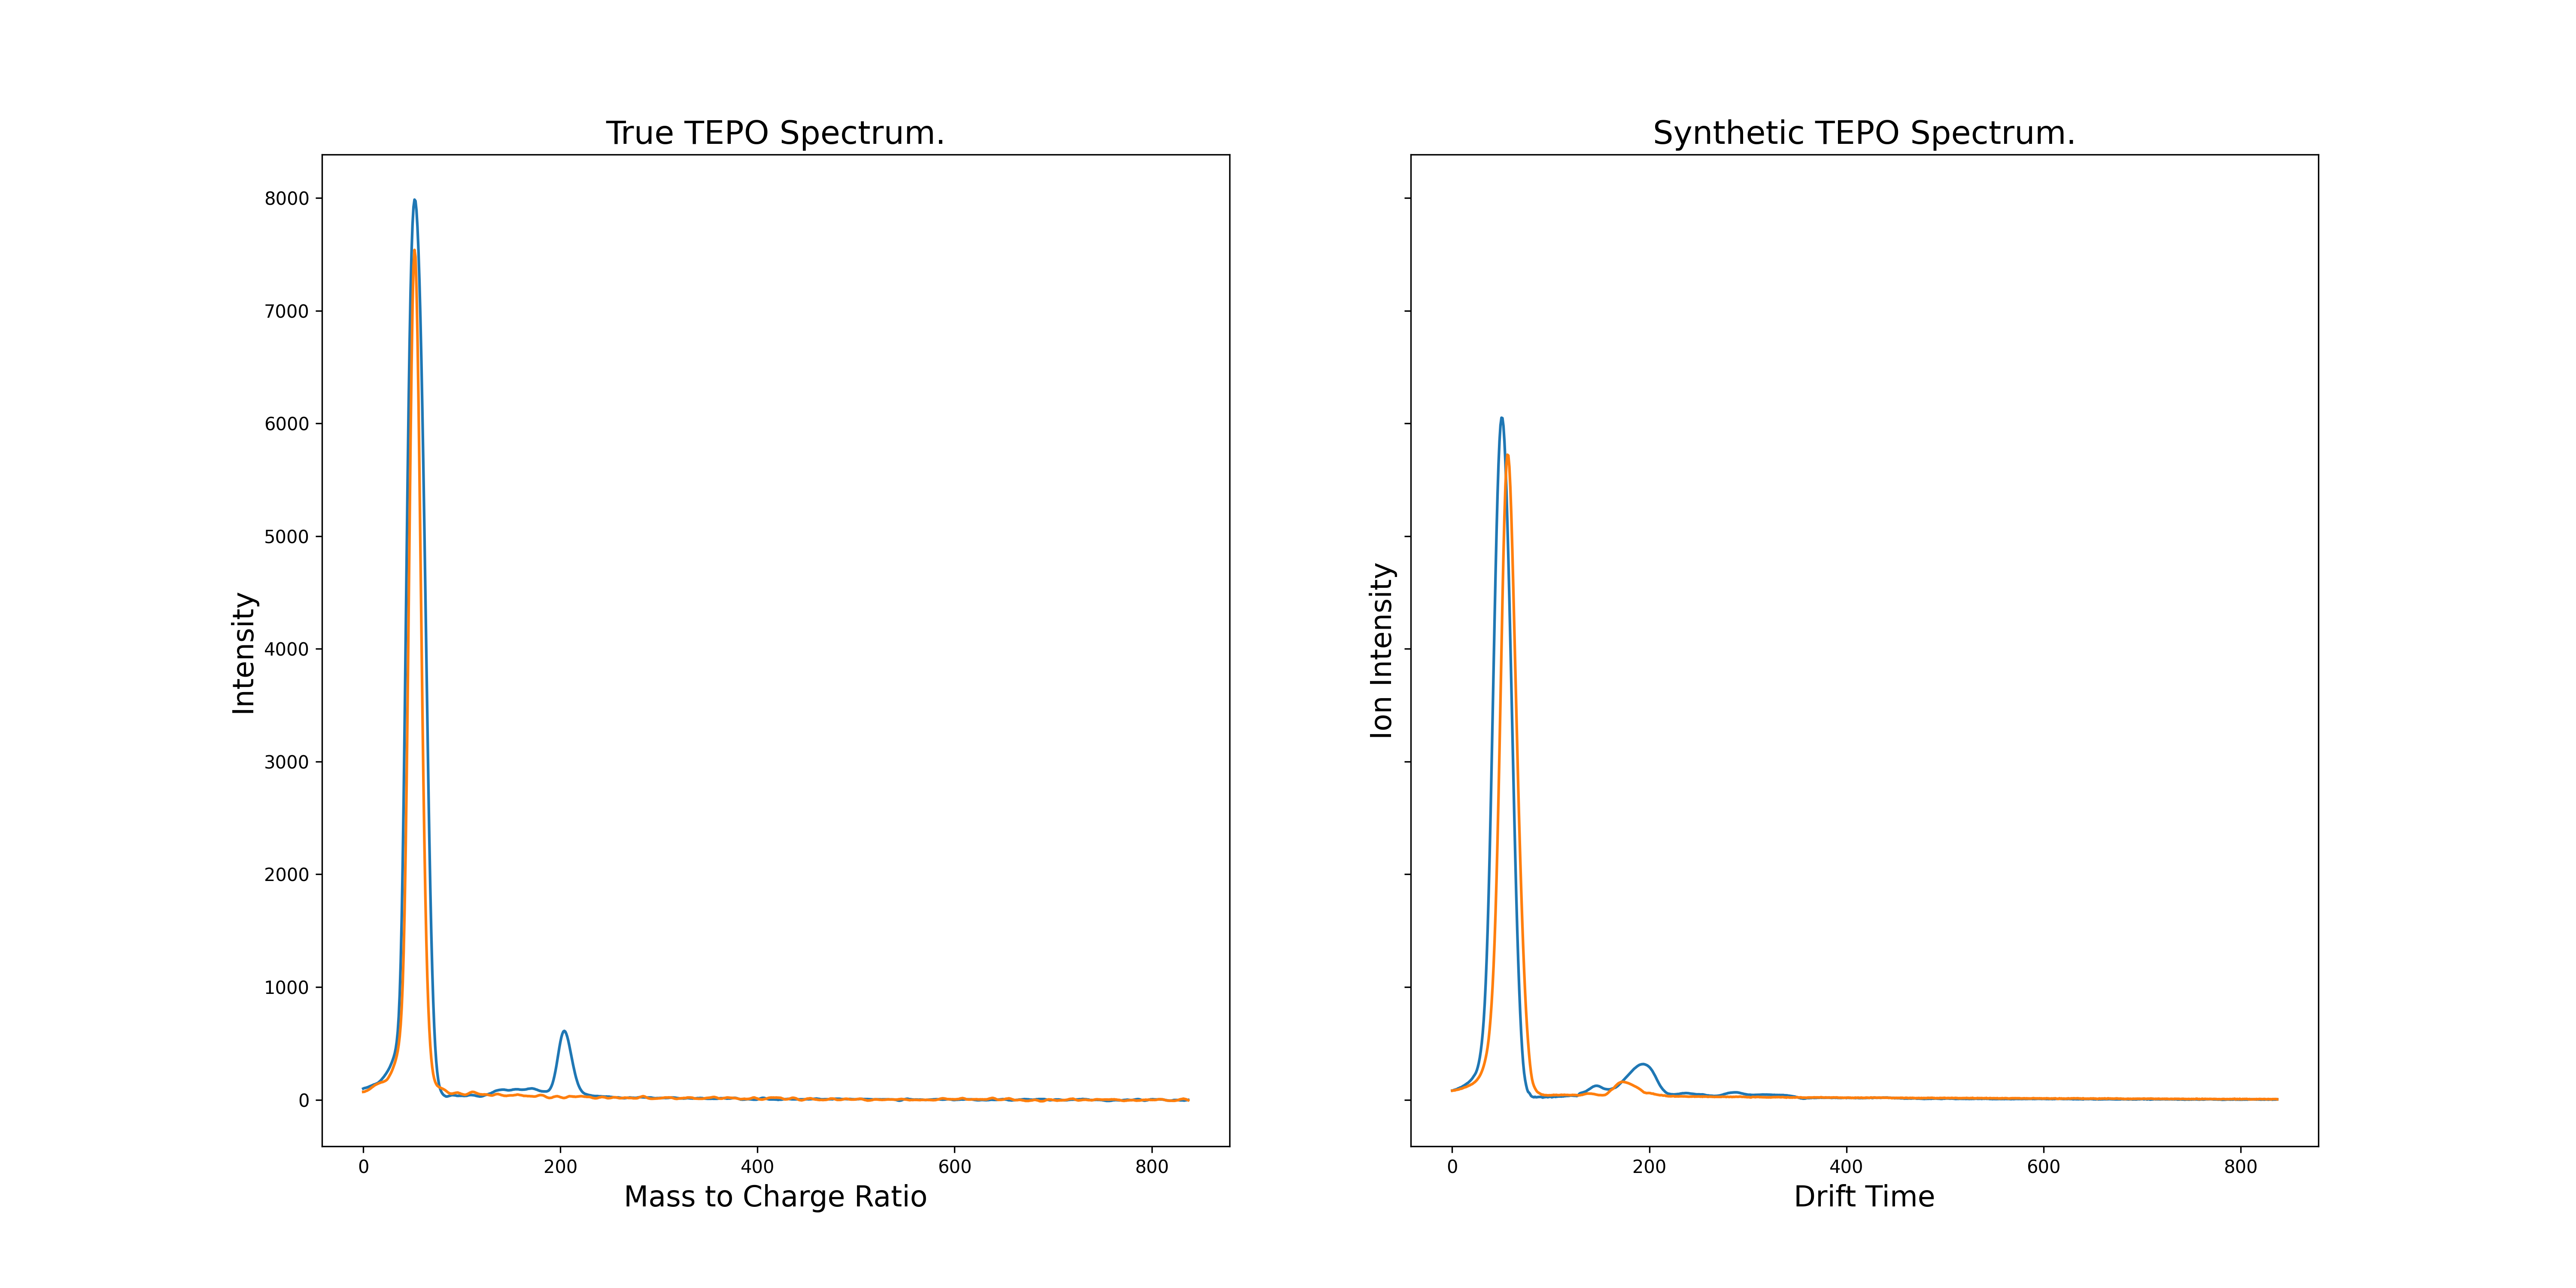 True TEPO Spectrum.
Intensity
8000
7000
6000
5000
4000
3000
2000
1000
0
0 200 400 600 800
Mass to Charge Ratio
Synthetic TEPO Spectrum.
Ion Intensity
0 200 400 600 800
Drift Time